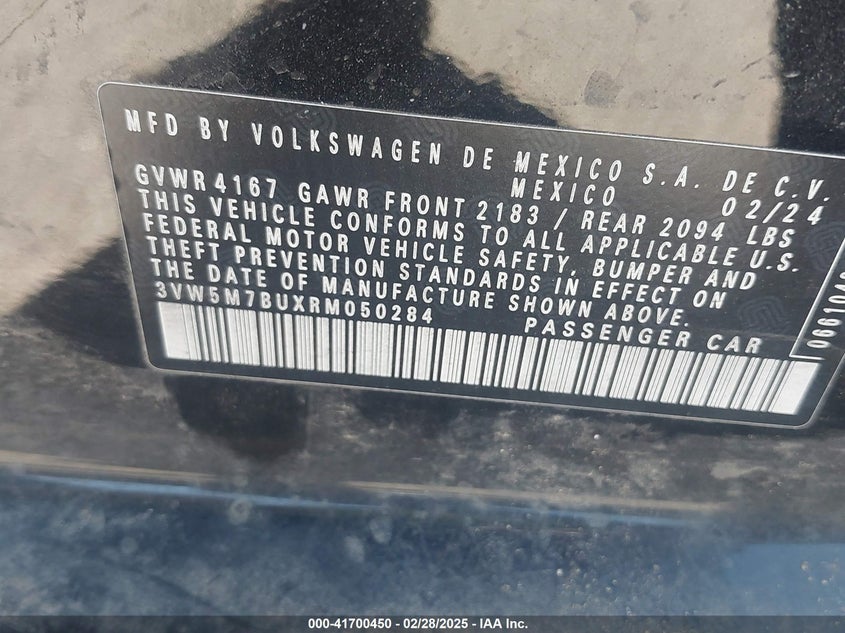 MFD BY VOLKSWAGEN DE MEXICO S.A. DE C.V.
MEXICO 02/24
GVWR 4167 GAWR FRONT 2183 / REAR 2094 LBS
THIS VEHICLE CONFORMS TO ALL APPLICABLE U.S.
FEDERAL MOTOR VEHICLE SAFETY, BUMPER AND
THEFT PREVENTION STANDARDS IN EFFECT ON
THE DATE OF MANUFACTURE SHOWN ABOVE.
3VW5M7BUXRM050284 PASSENGER CAR
000-41700450 - 02/28/2025 - IAA Inc.